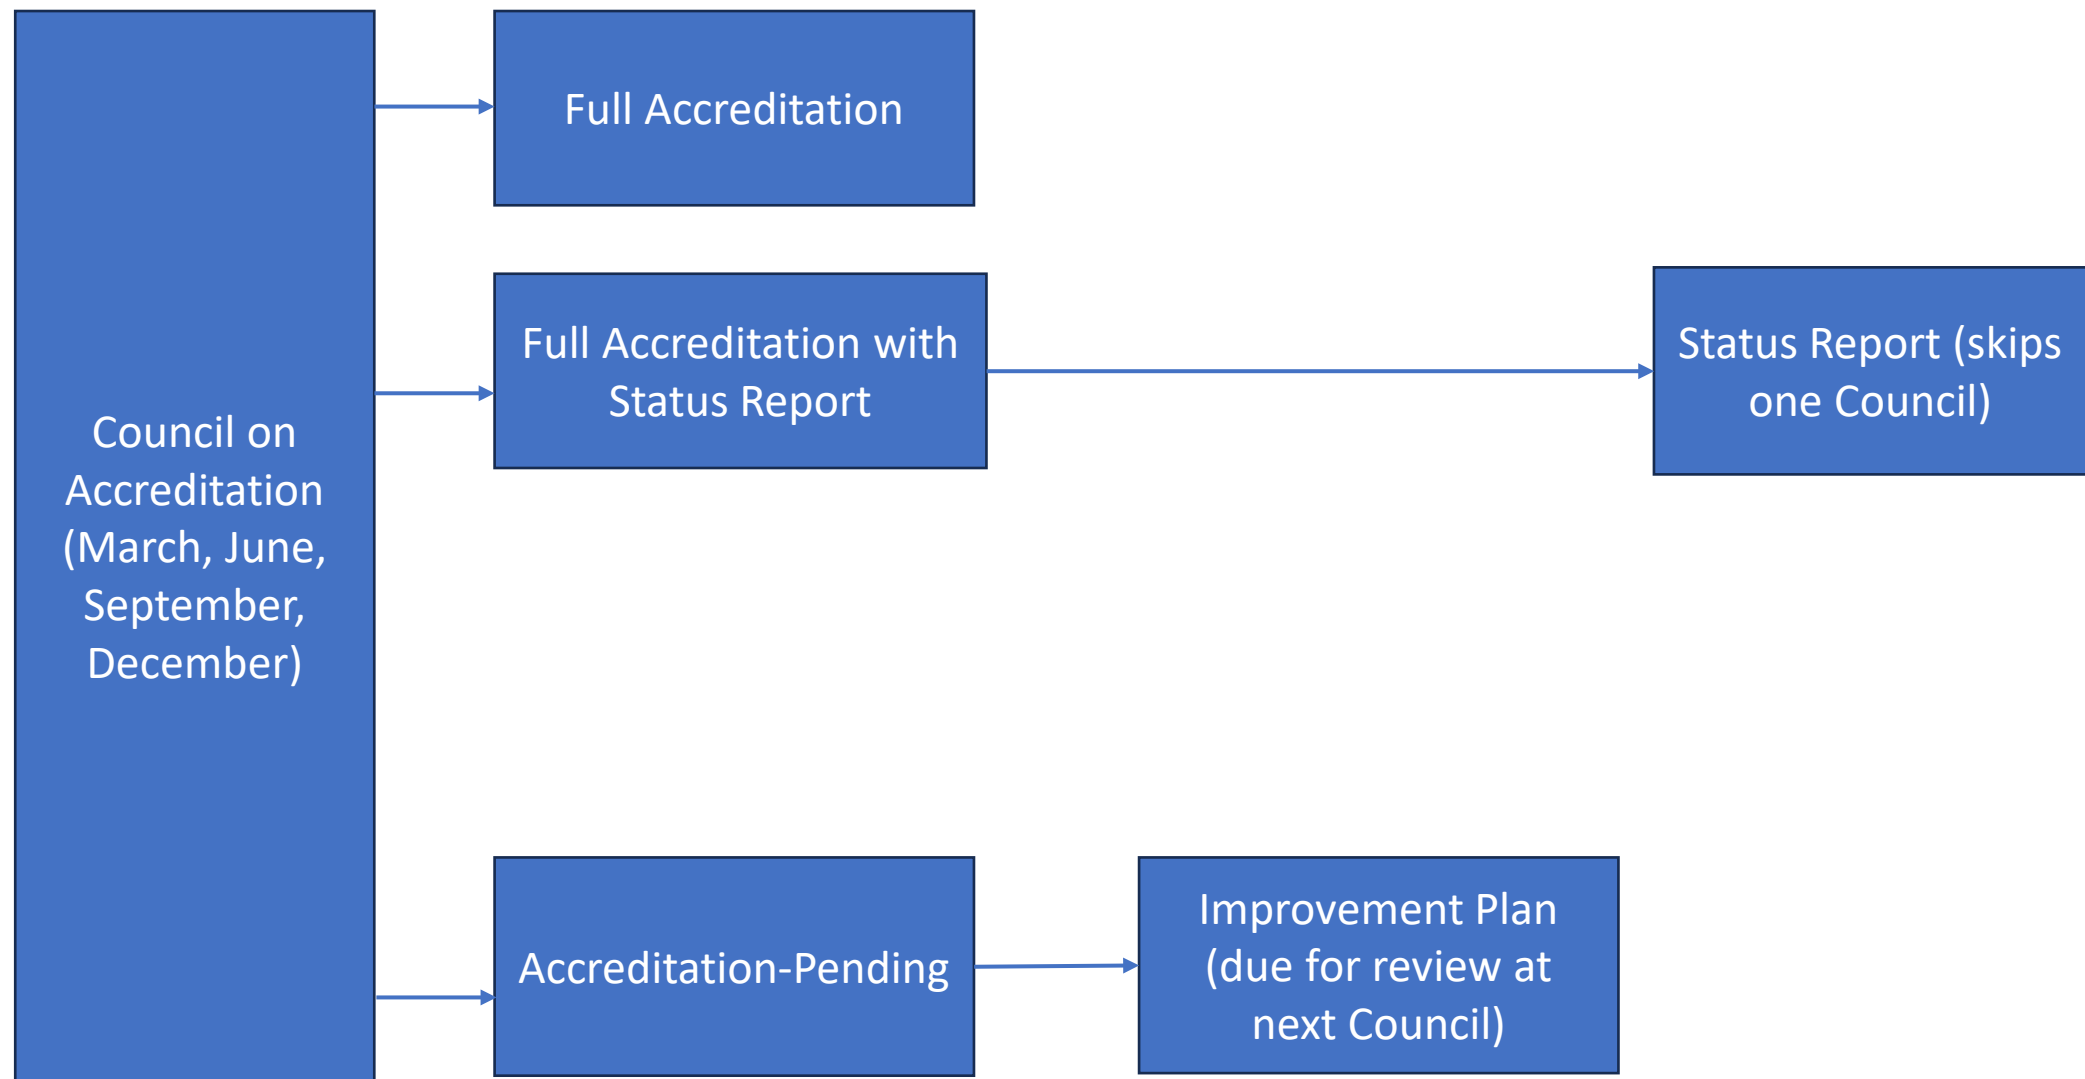 Council on
Accreditation
(March, June,
September,
December)
Full Accreditation
Full Accreditation with
Status Report
Status Report (skips
one Council)
Accreditation-Pending
Improvement Plan
(due for review at
next Council)